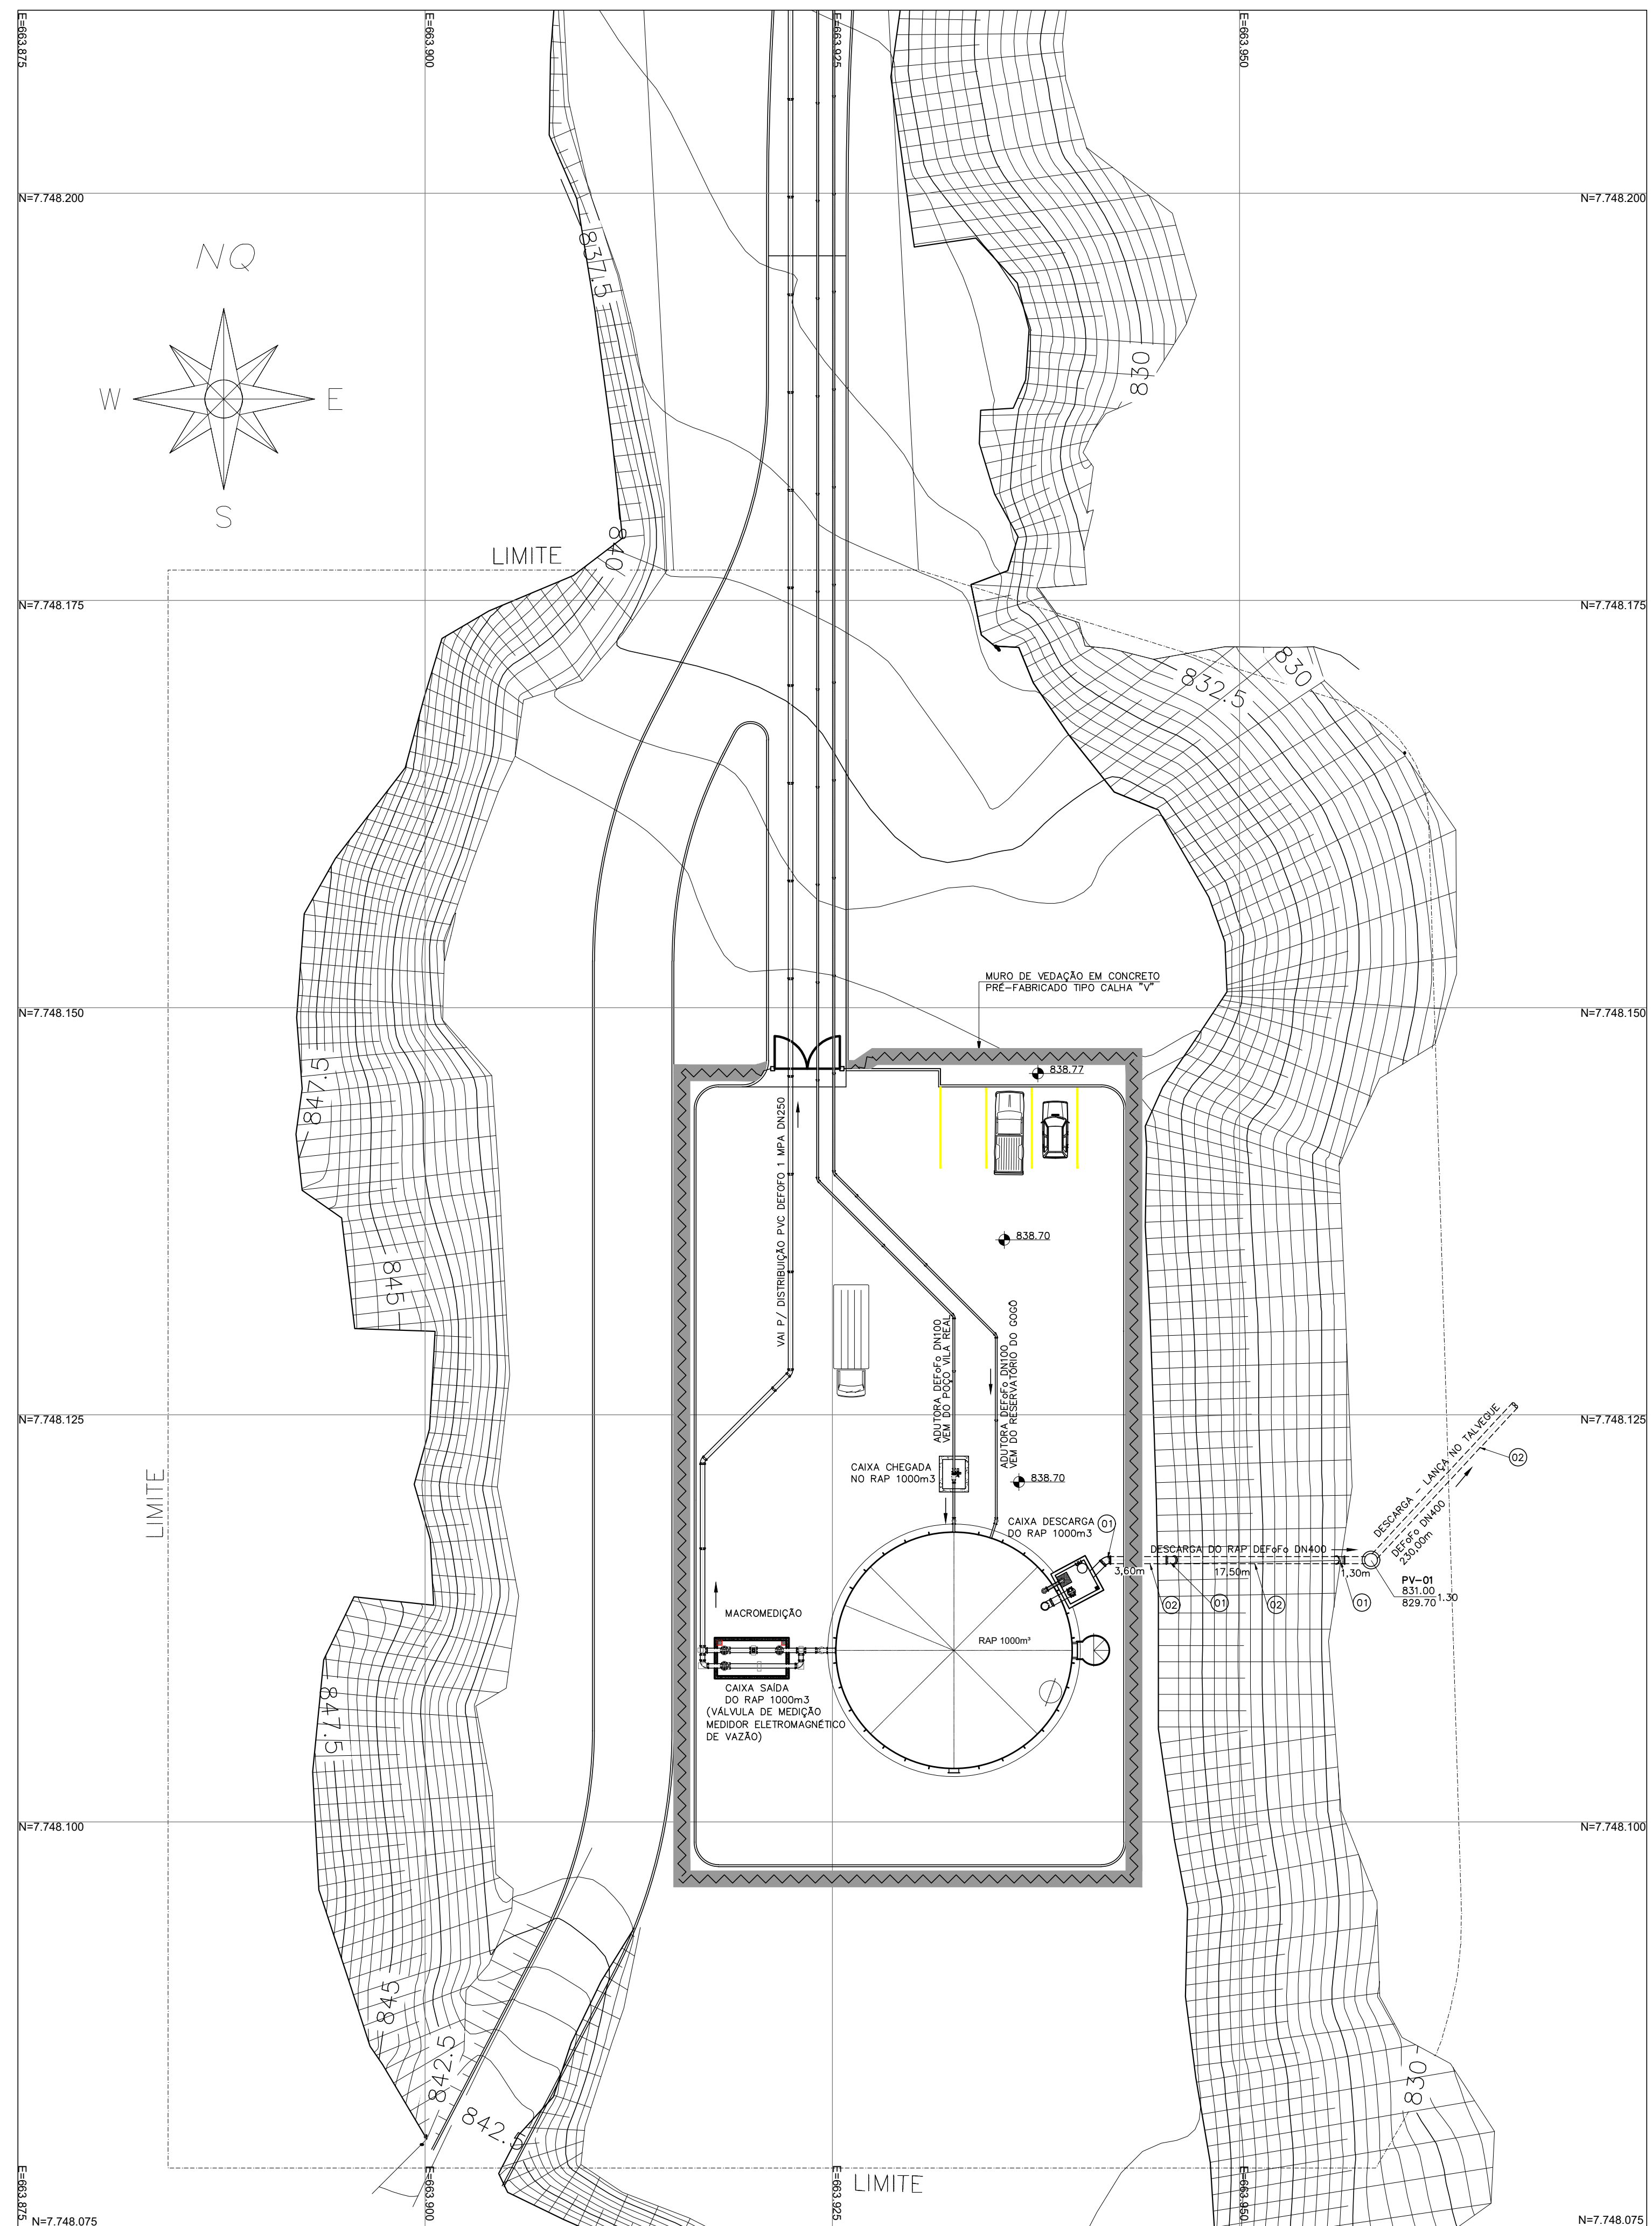 E=663.875
E=663.900
E=663.925
E=663.950
N=7.748.200
N=7.748.200
NQ
W
E
S
837.5
830
LIMITE
840
N=7.748.175
N=7.748.175
830
832.5
MURO DE VEDAÇÃO EM CONCRETO
PRÉ-FABRICADO TIPO CALHA "V"
N=7.748.150
N=7.748.150
838.77
847.5
VAI P/ DISTRIBUIÇÃO PVC DEFOFO 1 MPA DN250
838.70
845
ADUTORA DEFoFo DN100
VEM DO POÇO VILA REAL
ADUTORA DEFoFo DN100
VEM DO RESERVATÓRIO DO GOGÔ
N=7.748.125
N=7.748.125
LIMITE
CAIXA CHEGADA
NO RAP 1000m3
838.70
DESCARGA - LANÇA NO TALVEGUE
DEFoFo DN400
230,00m
02
CAIXA DESCARGA
DO RAP 1000m3
01
DESCARGA DO RAP DEFoFo DN400
3,60m
17,50m
1,30m
PV-01
831.00
829.70
1.30
02
01
02
01
MACROMEDIÇÃO
RAP 1000m³
CAIXA SAÍDA
DO RAP 1000m3
(VÁLVULA DE MEDIÇÃO
MEDIDOR ELETROMAGNÉTICO
DE VAZÃO)
847.5
N=7.748.100
N=7.748.100
845
842.5
842.5
830
LIMITE
E=663.875
E=663.900
E=663.925
E=663.950
N=7.748.075
N=7.748.075